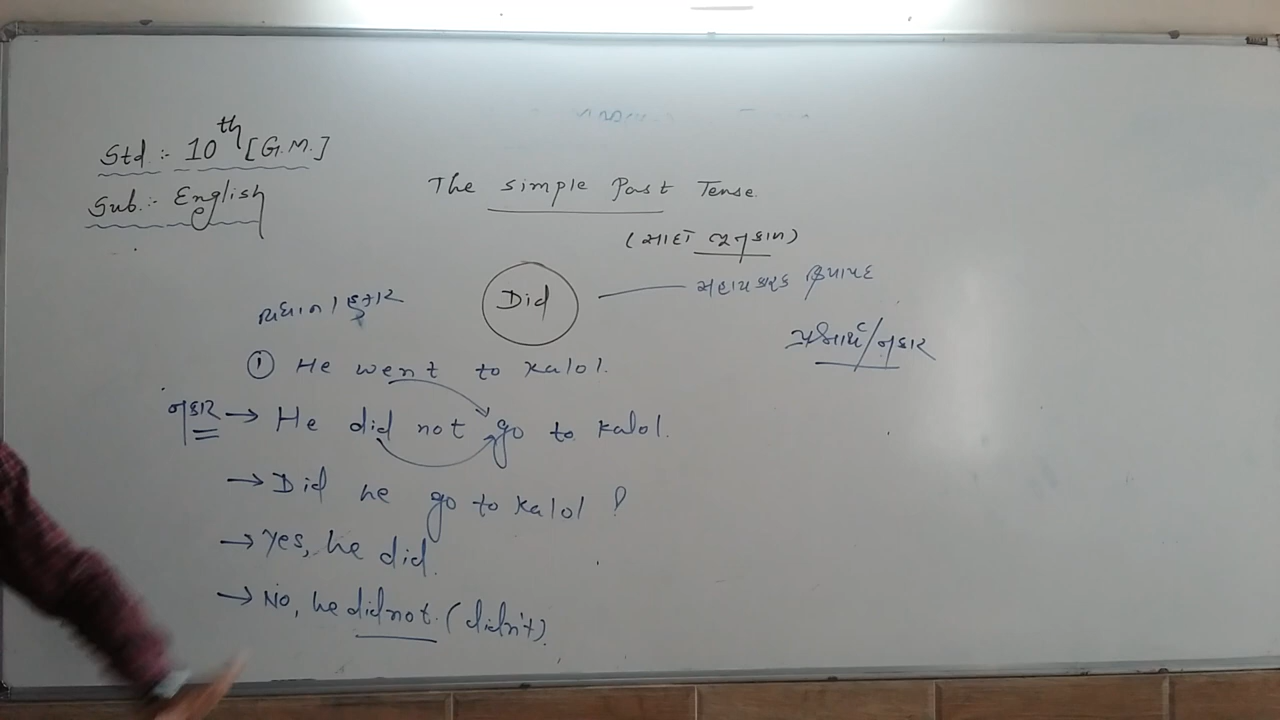 Std :- 10th [G.M.]
Sub. :- English
The simple Past Tense
(સાદો ભૂતકાળ)
Did — સહાયકારક ક્રિયાપદ
હકાર
પ્રશ્નાર્થ/નકાર
① He went to kalol.
નકાર → He did not go to kalol.
→ Did he go to kalol ?
→ Yes, he did.
→ No, he did not. (didn't).